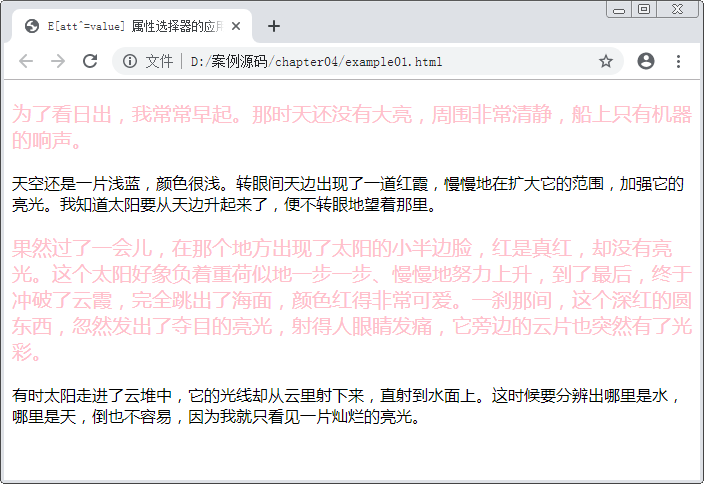 E[att^=value] 属性选择器的应用
文件 | D:/案例源码/chapter04/example01.html
为了看日出，我常常早起。那时天还没有大亮，周围非常清静，船上只有机器
的响声。
天空还是一片浅蓝，颜色很浅。转眼间天边出现了一道红霞，慢慢地在扩大它的范围，加强它的
亮光。我知道太阳要从天边升起来了，便不转眼地望着那里。
果然过了一会儿，在那个地方出现了太阳的小半边脸，红是真红，却没有亮
光。这个太阳好象负着重荷似地一步一步、慢慢地努力上升，到了最后，终于
冲破了云霞，完全跳出了海面，颜色红得非常可爱。一刹那间，这个深红的圆
东西，忽然发出了夺目的亮光，射得人眼睛发痛，它旁边的云片也突然有了光
彩。
有时太阳走进了云堆中，它的光线却从云里射下来，直射到水面上。这时候要分辨出哪里是水，
哪里是天，倒也不容易，因为我就只看见一片灿烂的亮光。